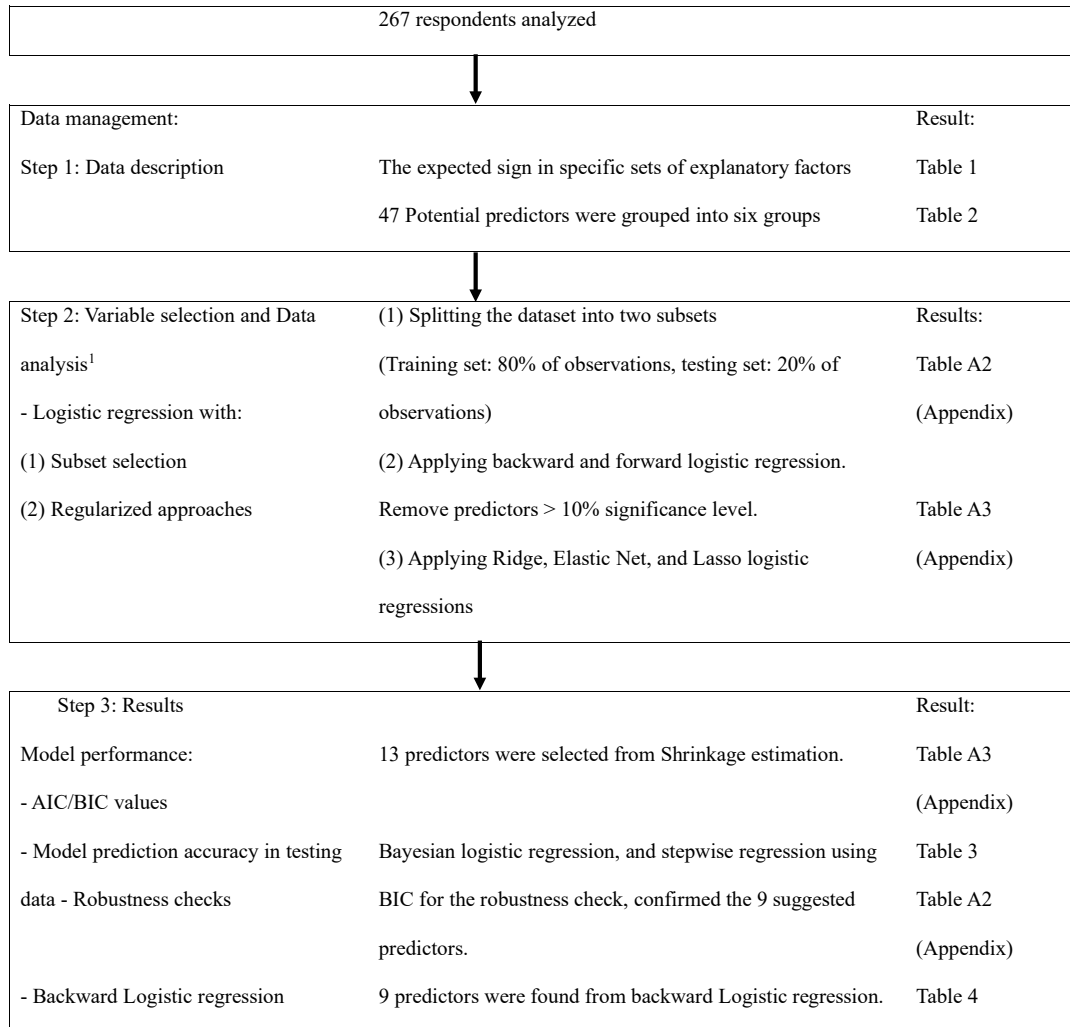 267 respondents analyzed
Data management: Result:
Step 1: Data description The expected sign in specific sets of explanatory factors Table 1
47 Potential predictors were grouped into six groups Table 2
Step 2: Variable selection and Data (1) Splitting the dataset into two subsets Results:
analysis1 (Training set: 80% of observations, testing set: 20% of Table A2
- Logistic regression with: observations) (Appendix)
(1) Subset selection (2) Applying backward and forward logistic regression.
(2) Regularized approaches Remove predictors > 10% significance level. Table A3
(3) Applying Ridge, Elastic Net, and Lasso logistic (Appendix)
regressions
Step 3: Results Result:
Model performance: 13 predictors were selected from Shrinkage estimation. Table A3
- AIC/BIC values (Appendix)
- Model prediction accuracy in testing Bayesian logistic regression, and stepwise regression using Table 3
data - Robustness checks BIC for the robustness check, confirmed the 9 suggested Table A2
predictors. (Appendix)
- Backward Logistic regression 9 predictors were found from backward Logistic regression. Table 4